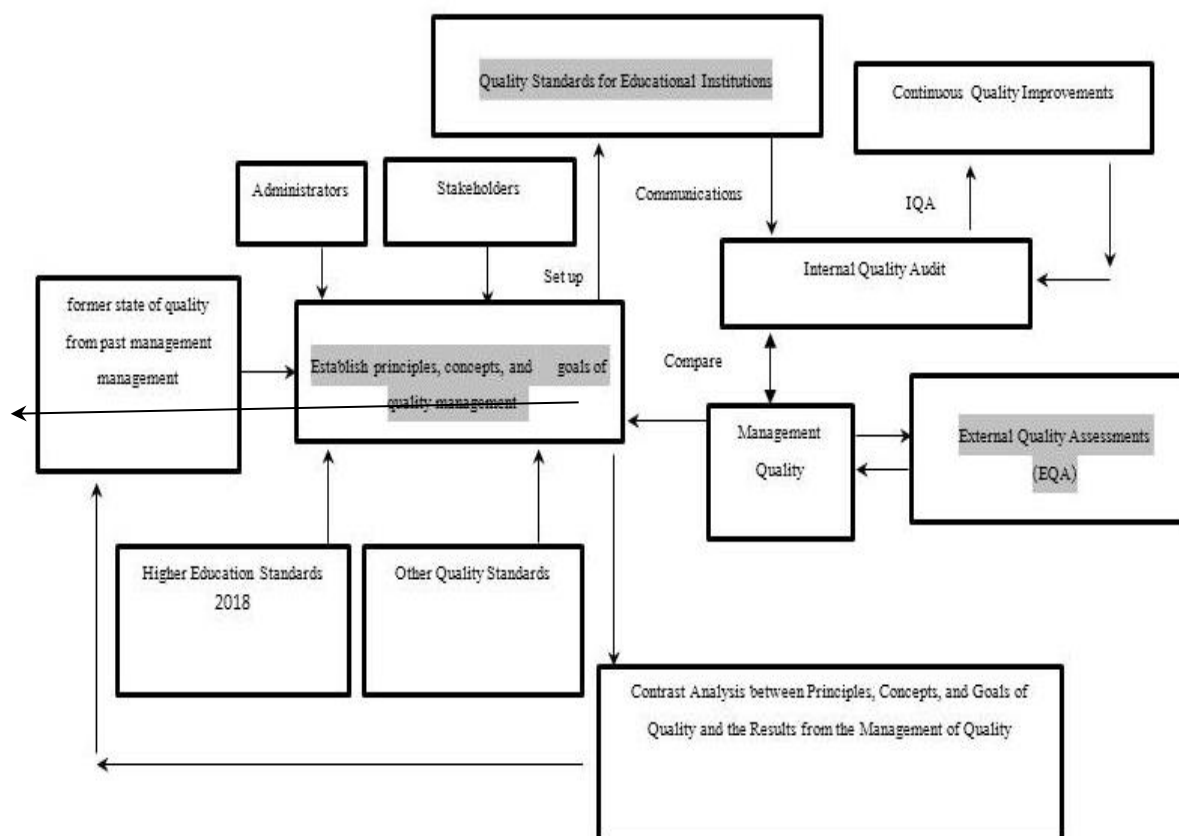 Quality Standards for Educational Institutions
Continuous Quality Improvements
Administrators
Stakeholders
Communications
IQA
Set up
Internal Quality Audit
former state of quality
from past management
management
Establish principles, concepts, and goals of
quality management
Compare
Management
Quality
External Quality Assessments
(EQA)
Higher Education Standards
2018
Other Quality Standards
Contrast Analysis between Principles, Concepts, and Goals of
Quality and the Results from the Management of Quality